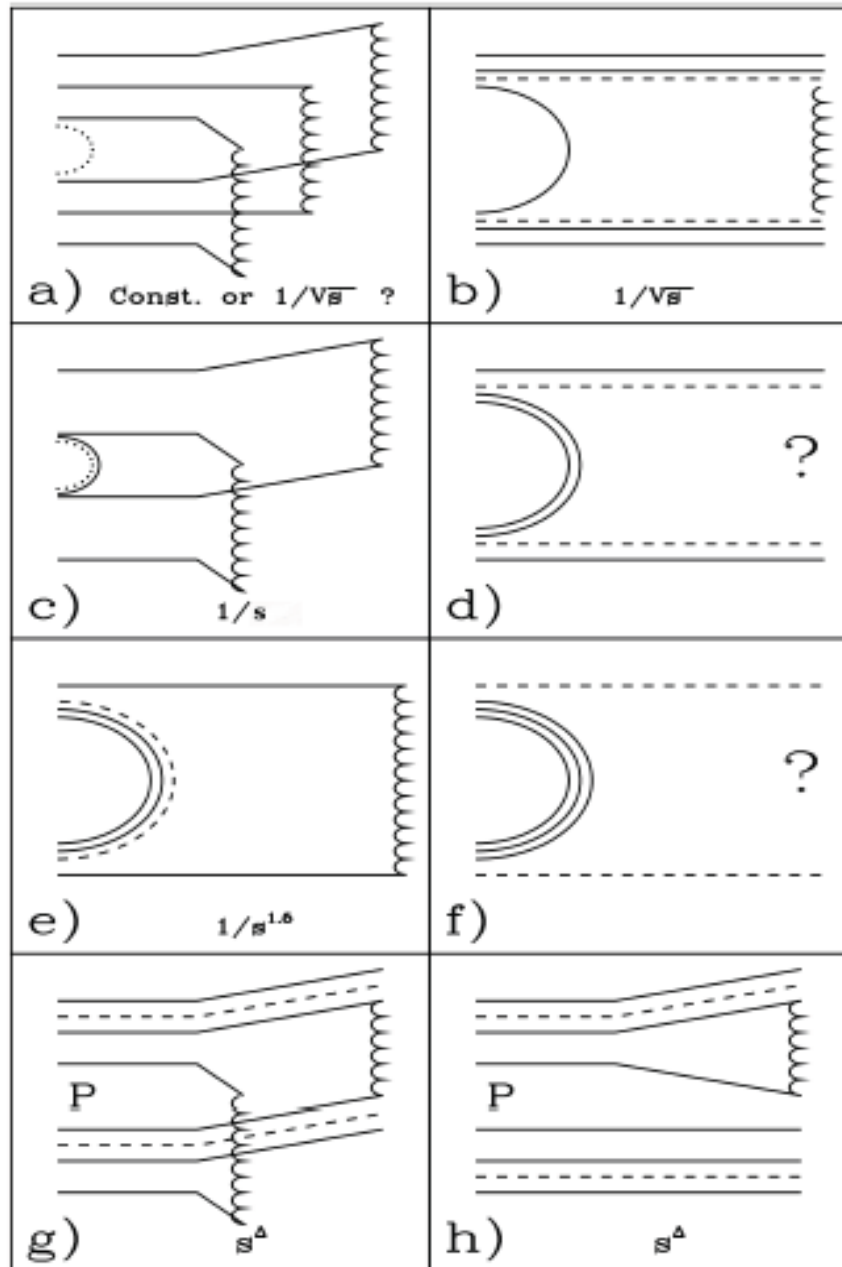 a) Const. or 1/√s ?
b) 1/√s
c) 1/s
d) ?
e) 1/s^1.6
f) ?
P
g) s^Δ
P
h) s^Δ